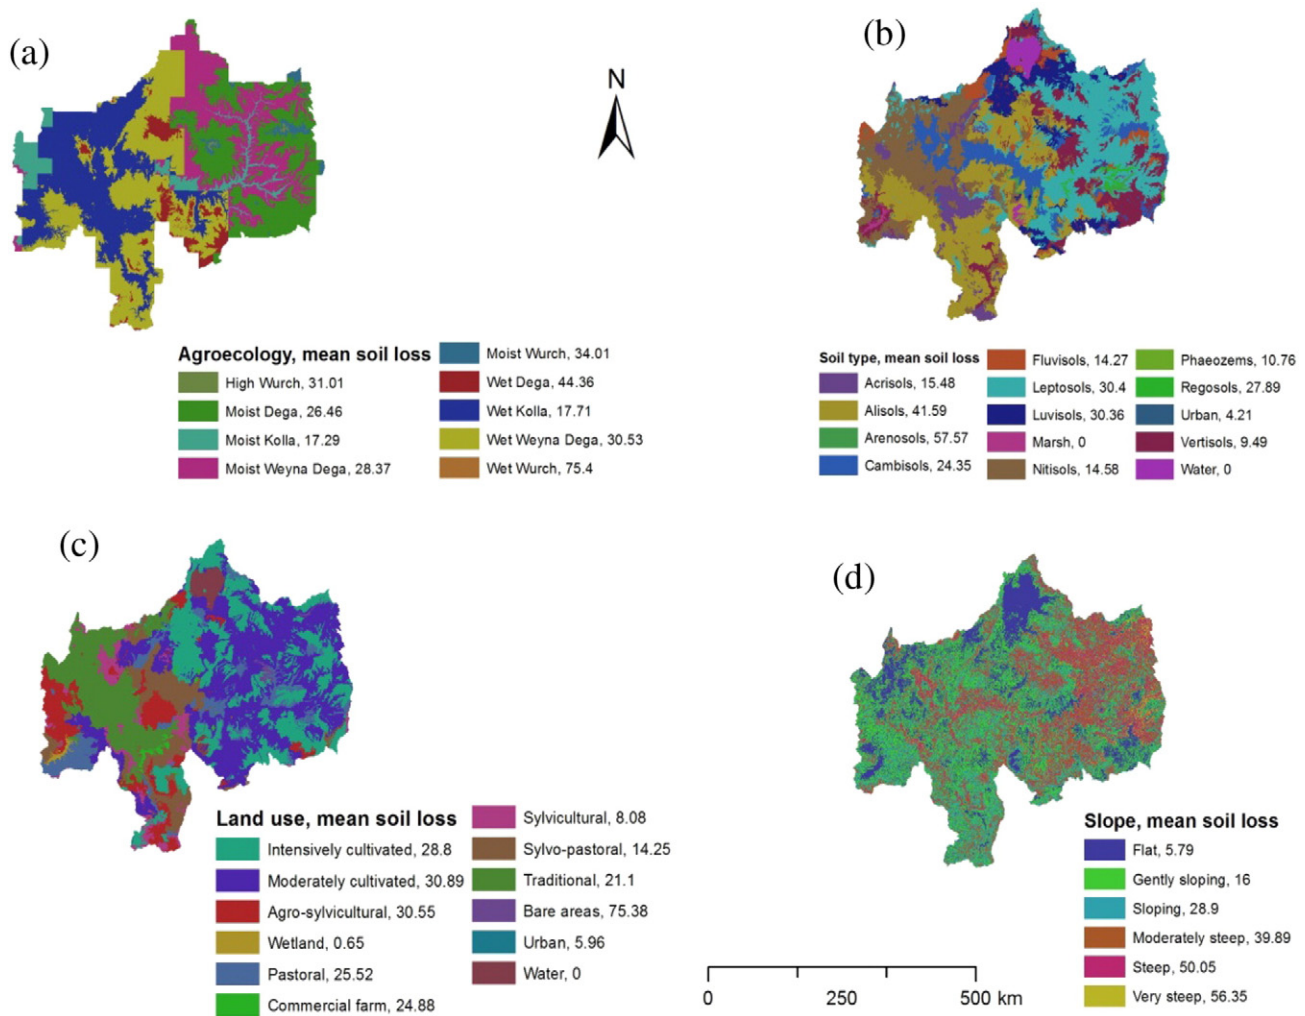 (a)
N
(b)
Agroecology, mean soil loss
High Wurch, 31.01
Moist Dega, 26.46
Moist Kolla, 17.29
Moist Weyna Dega, 28.37
Moist Wurch, 34.01
Wet Dega, 44.36
Wet Kolla, 17.71
Wet Weyna Dega, 30.53
Wet Wurch, 75.4
Soil type, mean soil loss
Acrisols, 15.48
Alisols, 41.59
Arenosols, 57.57
Cambisols, 24.35
Fluvisols, 14.27
Leptosols, 30.4
Luvisols, 30.36
Marsh, 0
Nitisols, 14.58
Phaeozems, 10.76
Regosols, 27.89
Urban, 4.21
Vertisols, 9.49
Water, 0
(c)
(d)
Land use, mean soil loss
Intensively cultivated, 28.8
Moderately cultivated, 30.89
Agro-sylvicultural, 30.55
Wetland, 0.65
Pastoral, 25.52
Commercial farm, 24.88
Sylvicultural, 8.08
Sylvo-pastoral, 14.25
Traditional, 21.1
Bare areas, 75.38
Urban, 5.96
Water, 0
Slope, mean soil loss
Flat, 5.79
Gently sloping, 16
Sloping, 28.9
Moderately steep, 39.89
Steep, 50.05
Very steep, 56.35
0 250 500 km